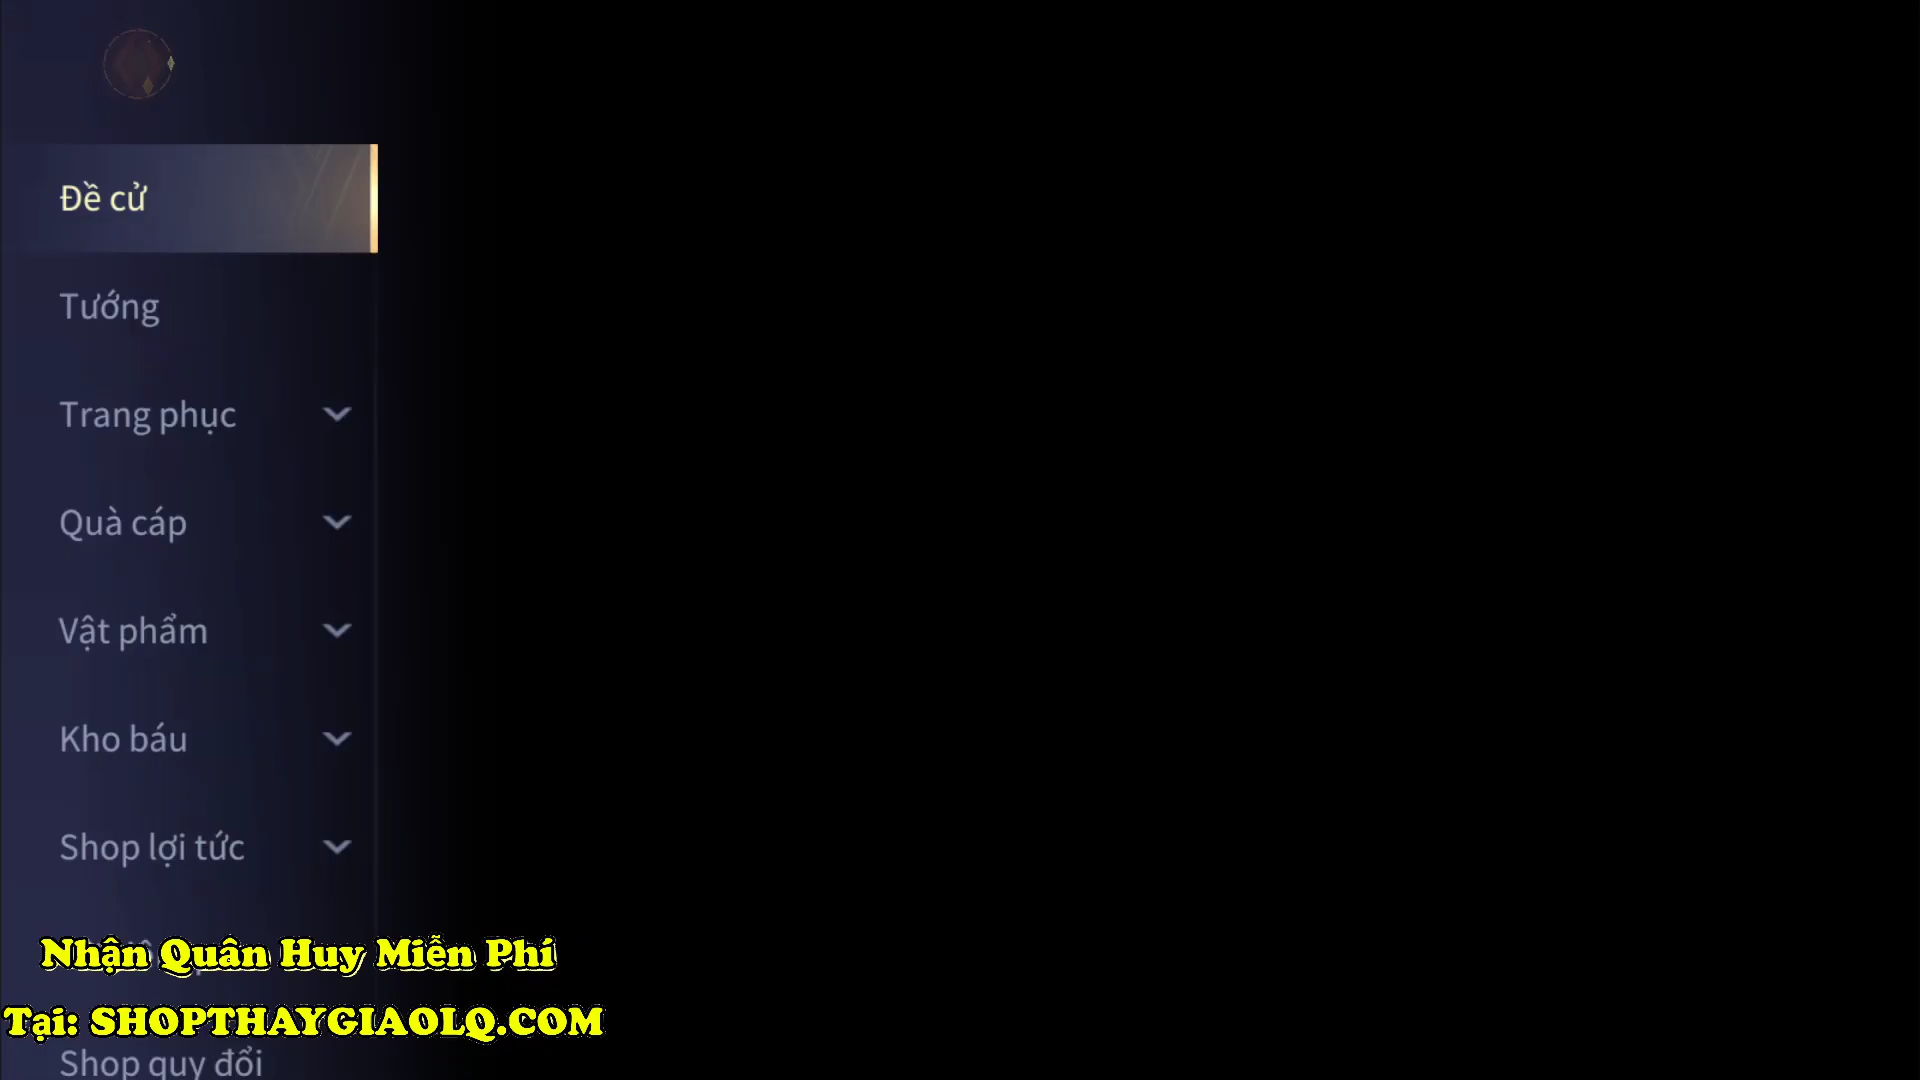 Đề cử
Tướng
Trang phục
Quà cáp
Vật phẩm
Kho báu
Shop lợi tức
Nhận Quân Huy Miễn Phí
Tại: SHOPTHAYGIAOLQ.COM
Shop quy đổi